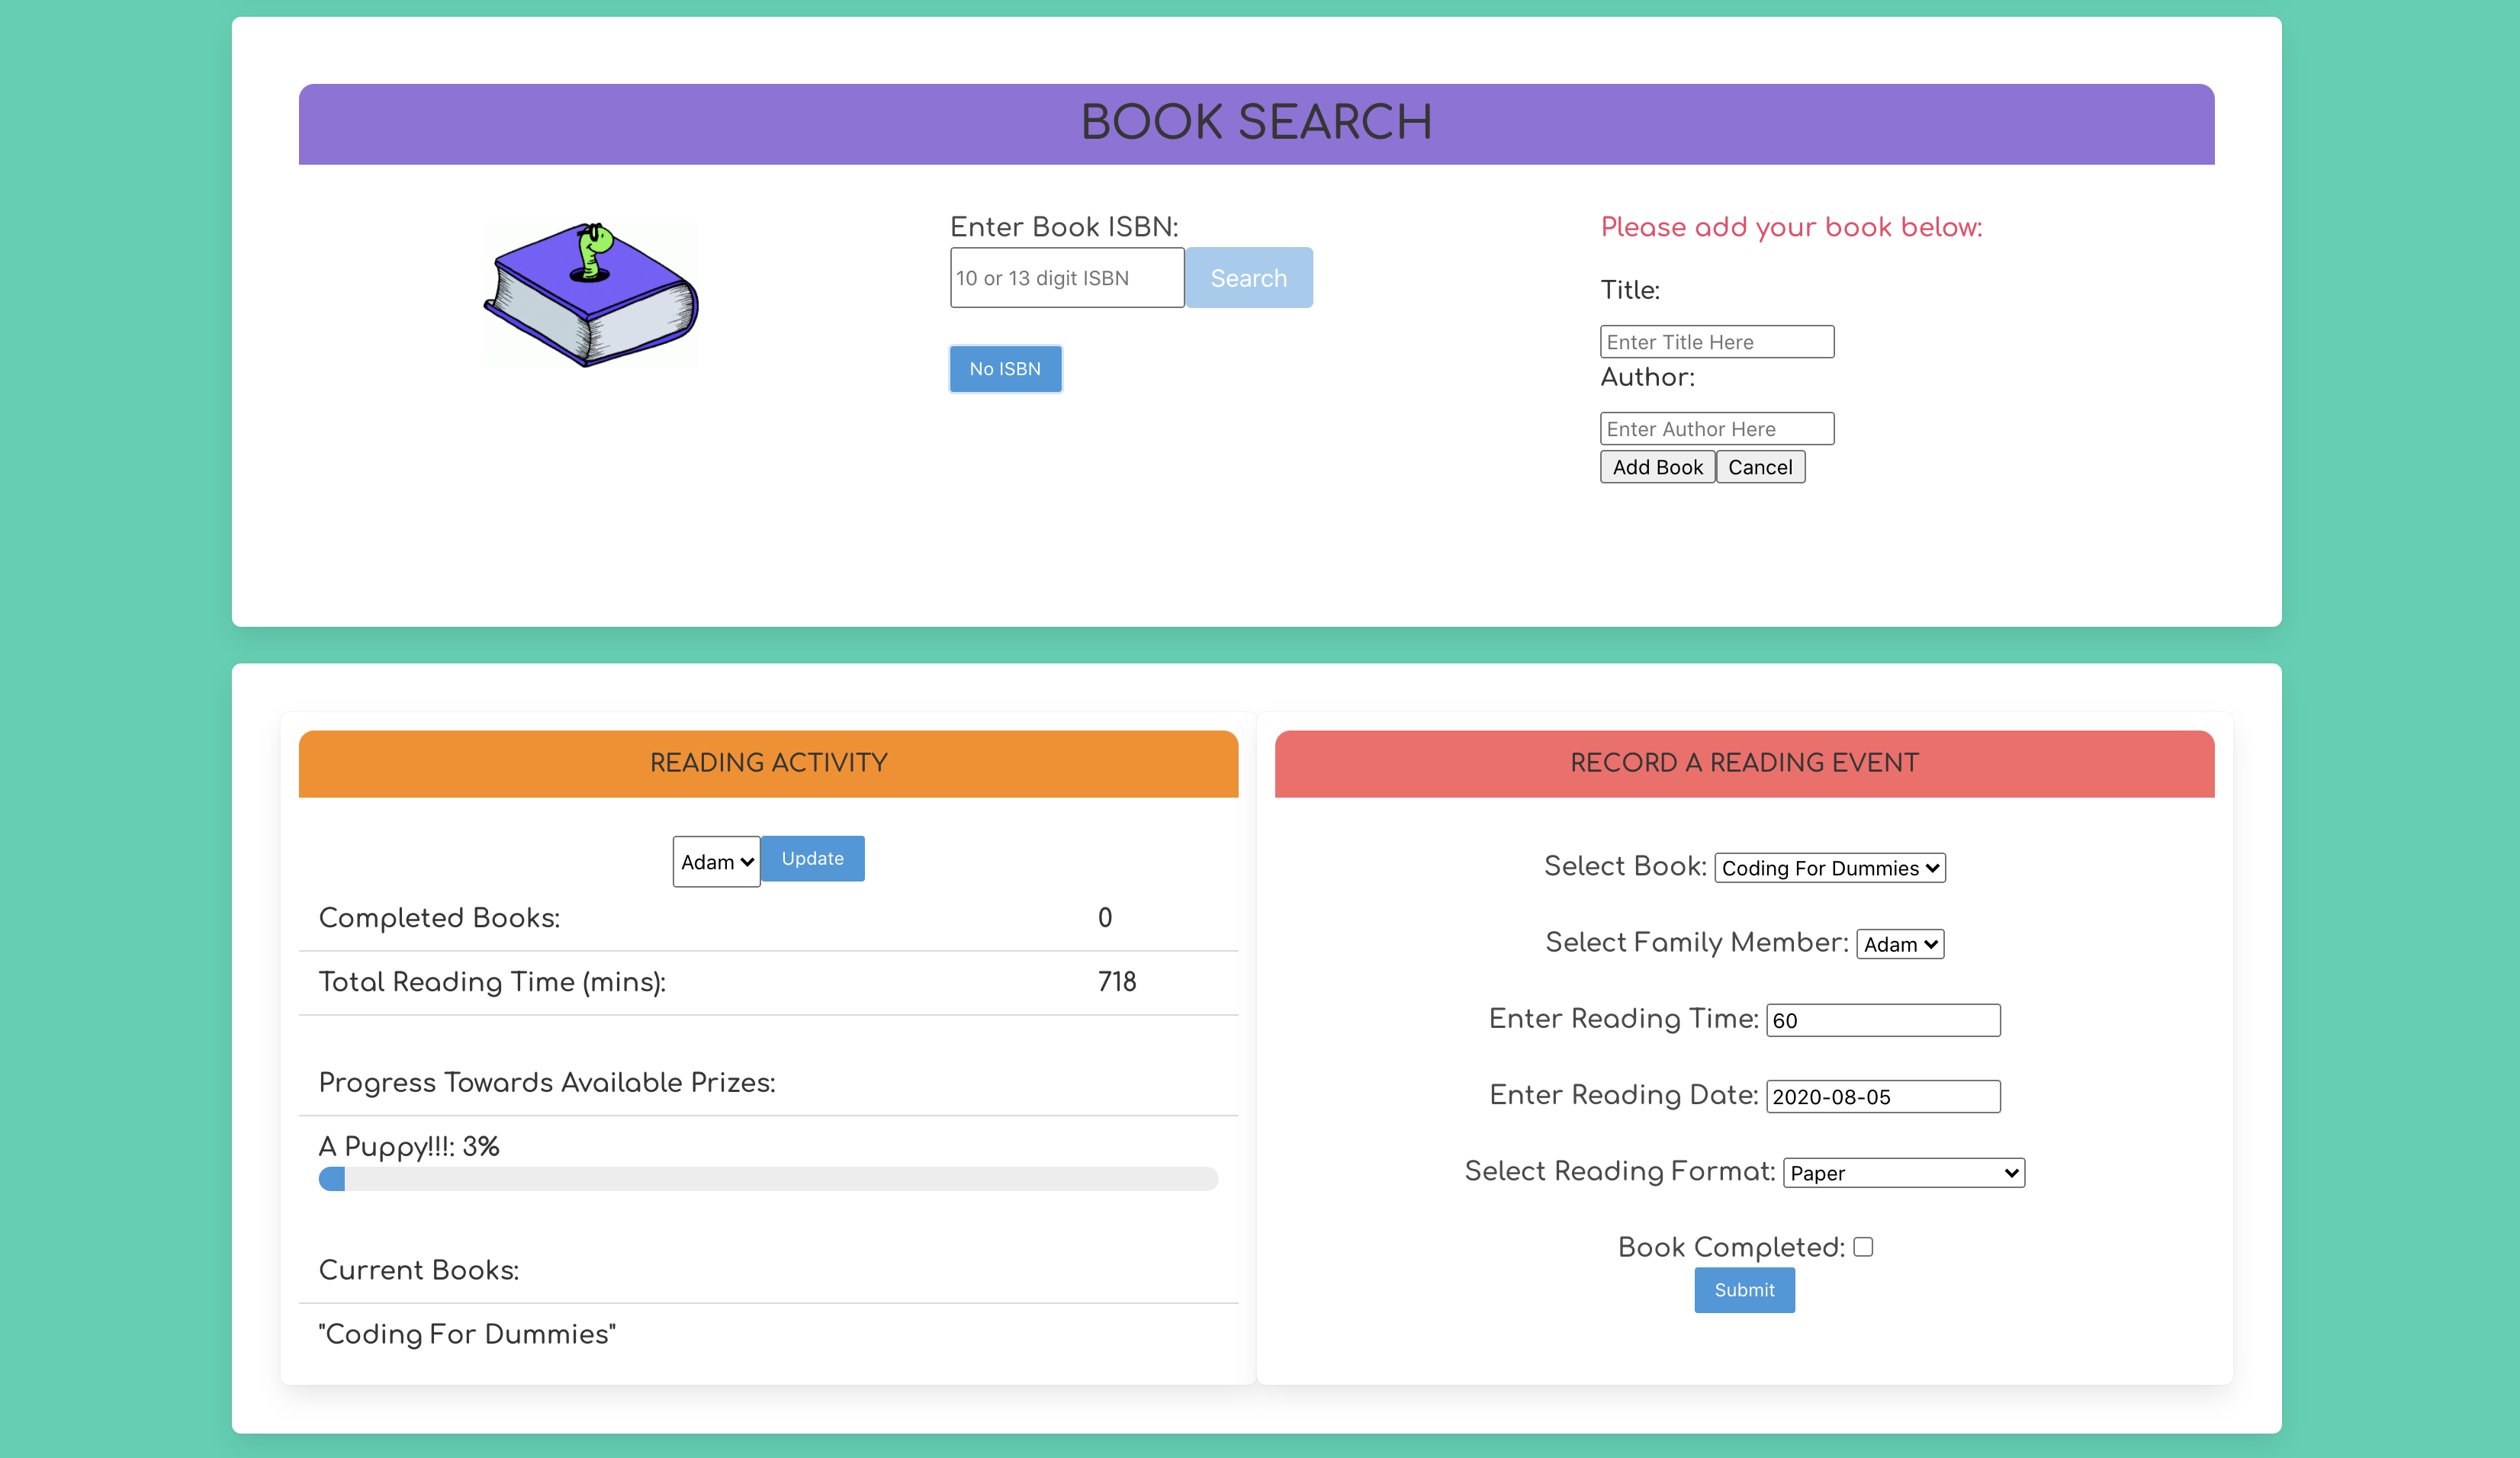 BOOK SEARCH
Enter Book ISBN:
10 or 13 digit ISBN Search
No ISBN
Please add your book below:
Title:
Enter Title Here
Author:
Enter Author Here
Add Book Cancel
READING ACTIVITY
Adam Update
Completed Books: 0
Total Reading Time (mins): 718
Progress Towards Available Prizes:
A Puppy!!!: 3%
Current Books:
"Coding For Dummies"
RECORD A READING EVENT
Select Book: Coding For Dummies
Select Family Member: Adam
Enter Reading Time: 60
Enter Reading Date: 2020-08-05
Select Reading Format: Paper
Book Completed:
Submit